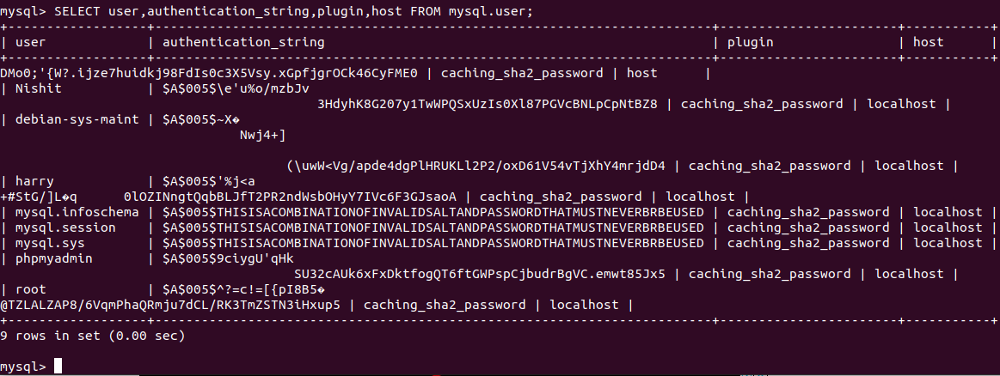 mysql> SELECT user,authentication_string,plugin,host FROM mysql.user;
+------------------+-----------------------------------------------------------------------+-----------------------+-----------+
| user | authentication_string | plugin | host |
+------------------+-----------------------------------------------------------------------+-----------------------+-----------+
DMo0;'{W?.ijze7huidkj98FdIs0c3X5Vsy.xGpfjgrOCk46CyFME0 | caching_sha2_password | host |
| Nishit | $A$005$\e'u%o/mzbJv
3HdyhK8G207y1TwWPQSxUzIs0Xl87PGVcBNLpCpNtBZ8 | caching_sha2_password | localhost |
| debian-sys-maint | $A$005$~X�
Nwj4+]
(\uwW<Vg/apde4dgPlHRUKLl2P2/oxD61V54vTjXhY4mrjdD4 | caching_sha2_password | localhost |
| harry | $A$005$'%j<a
+#StG/]L�q 0lOZINngtQqbBLJfT2PR2ndWsbOHyY7IVc6F3GJsaoA | caching_sha2_password | localhost |
| mysql.infoschema | $A$005$THISISACOMBINATIONOFINVALIDSALTANDPASSWORDTHATMUSTNEVERBRBEUSED | caching_sha2_password | localhost |
| mysql.session | $A$005$THISISACOMBINATIONOFINVALIDSALTANDPASSWORDTHATMUSTNEVERBRBEUSED | caching_sha2_password | localhost |
| mysql.sys | $A$005$THISISACOMBINATIONOFINVALIDSALTANDPASSWORDTHATMUSTNEVERBRBEUSED | caching_sha2_password | localhost |
| phpmyadmin | $A$005$9ciygU'qHk
SU32cAUk6xFxDktfogQT6ftGWPspCjbudrBgVC.emwt85Jx5 | caching_sha2_password | localhost |
| root | $A$005$^?=c!=[{pI8B5�
@TZLALZAP8/6VqmPhaQRmju7dCL/RK3TmZSTN3iHxup5 | caching_sha2_password | localhost |
+------------------+-----------------------------------------------------------------------+-----------------------+-----------+
9 rows in set (0.00 sec)
mysql>